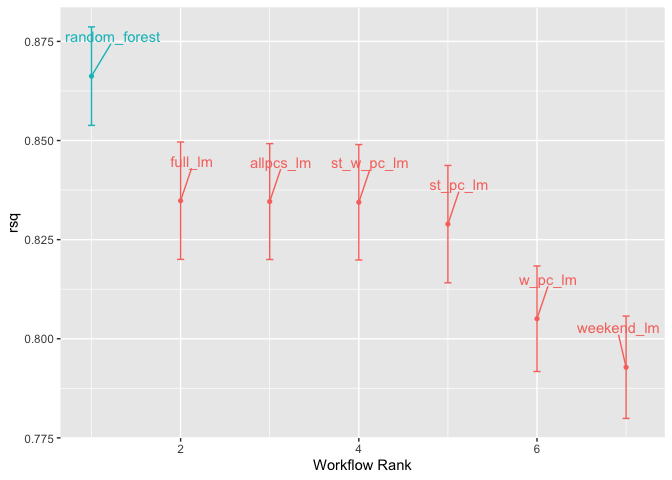 0.875
random_forest
0.850
full_lm
allpcs_lm
st_w_pc_lm
st_pc_lm
rsq
0.825
w_pc_lm
weekend_lm
0.800
0.775
2
4
6
Workflow Rank